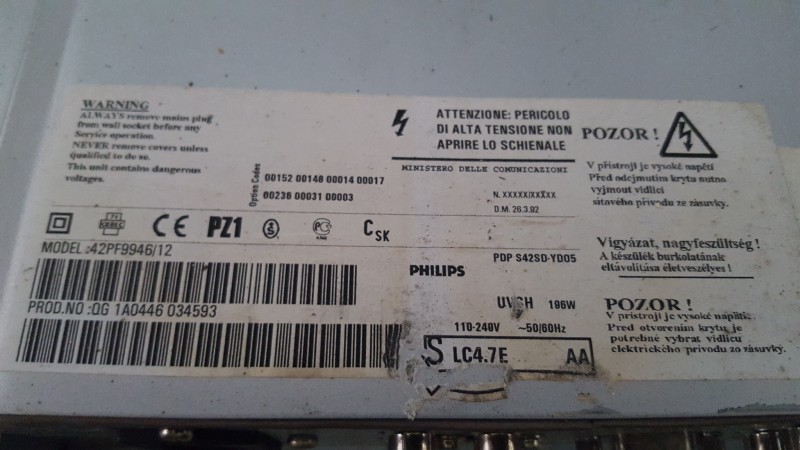 WARNING
ALWAYS remove mains plug
from wall socket before any
Service operation.
NEVER remove covers unless
qualified to do so.
This unit contains dangerous
voltages.
Option Codes
00152 00148 00014 00017
00236 00031 00003
ATTENZIONE: PERICOLO
DI ALTA TENSIONE NON
APRIRE LO SCHIENALE
MINISTERO DELLE COMUNICAZIONI
N. XXXXX/XXXXX
D.M. 26.3.92
POZOR !
V přístroji je vysoké napětí
Před odejmutím krytu nutno
vyjmout vidlici
síťového přívodu ze zásuvky.
CE PZ1 CSK
MODEL :42PF9946/12
PROD.NO :QG 1A0446 034593
PHILIPS
PDP S42SD-YD05
196W
110-240V ~50/60Hz
S LC4.7E AA
Vigyázat, nagyfeszültség !
A készülék burkolatának
eltávolítása életveszélyes !
POZOR !
V prístroji je vysoké napätie.
Pred otvorením krytu je
potrebné vybrať vidlicu
elektrického prívodu zo zásuvky.